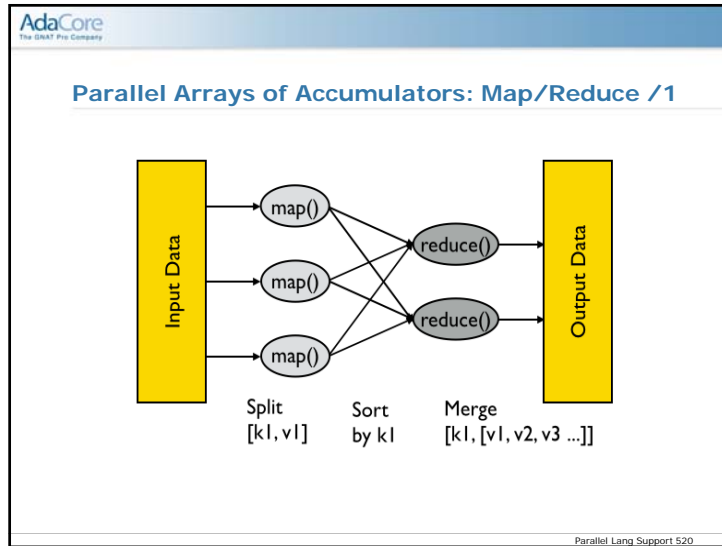 AdaCore
The GNAT Pro Company
Parallel Arrays of Accumulators: Map/Reduce /1
Input Data
map()
map()
map()
reduce()
reduce()
Output Data
Split
[k1, v1]
Sort
by k1
Merge
[k1, [v1, v2, v3 ...]]
Parallel Lang Support 520